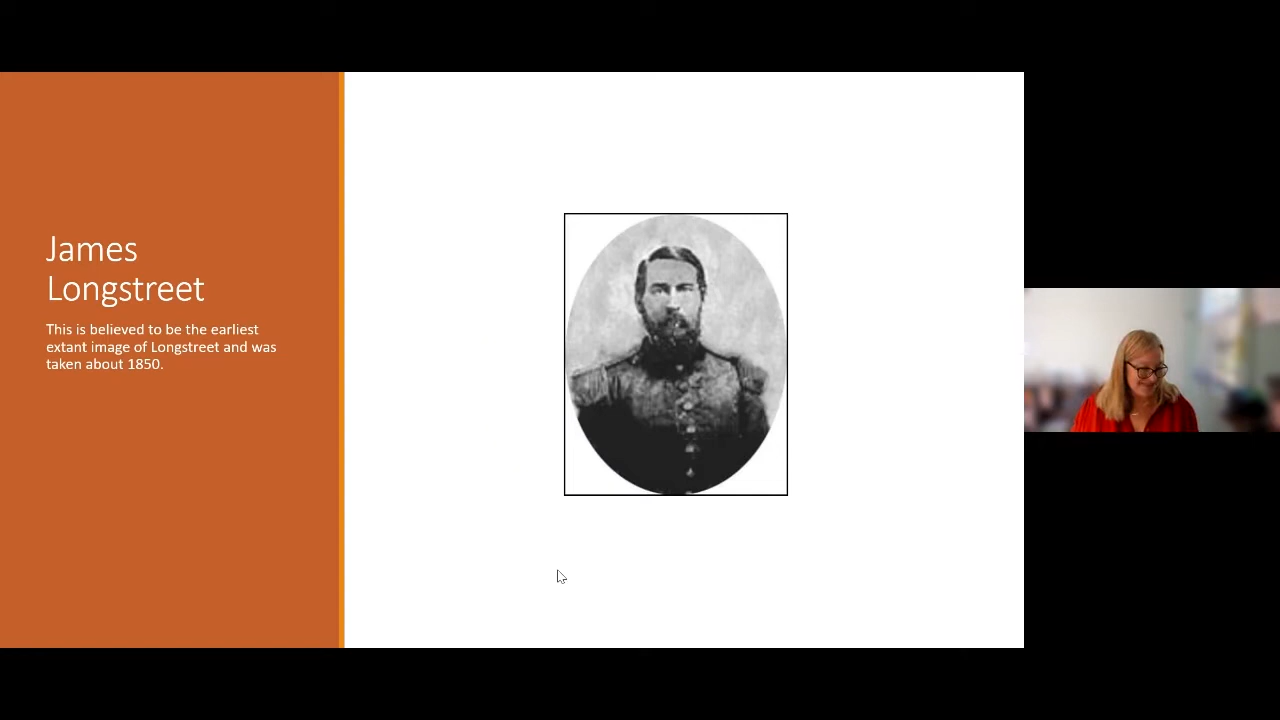 James
Longstreet
This is believed to be the earliest
extant image of Longstreet and was
taken about 1850.